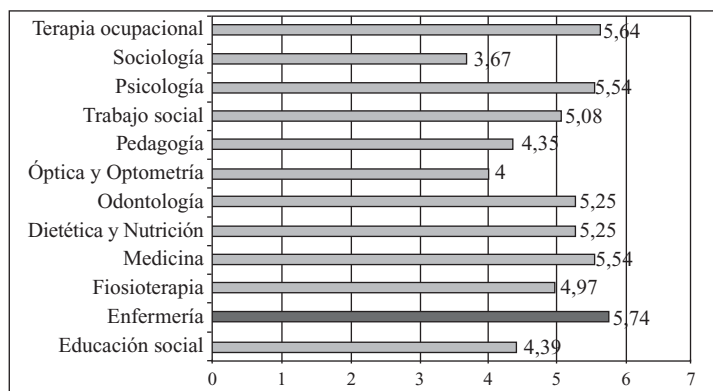 Terapia ocupacional 5,64
Sociología 3,67
Psicología 5,54
Trabajo social 5,08
Pedagogía 4,35
Óptica y Optometría 4
Odontología 5,25
Dietética y Nutrición 5,25
Medicina 5,54
Fiosioterapia 4,97
Enfermería 5,74
Educación social 4,39
0 1 2 3 4 5 6 7